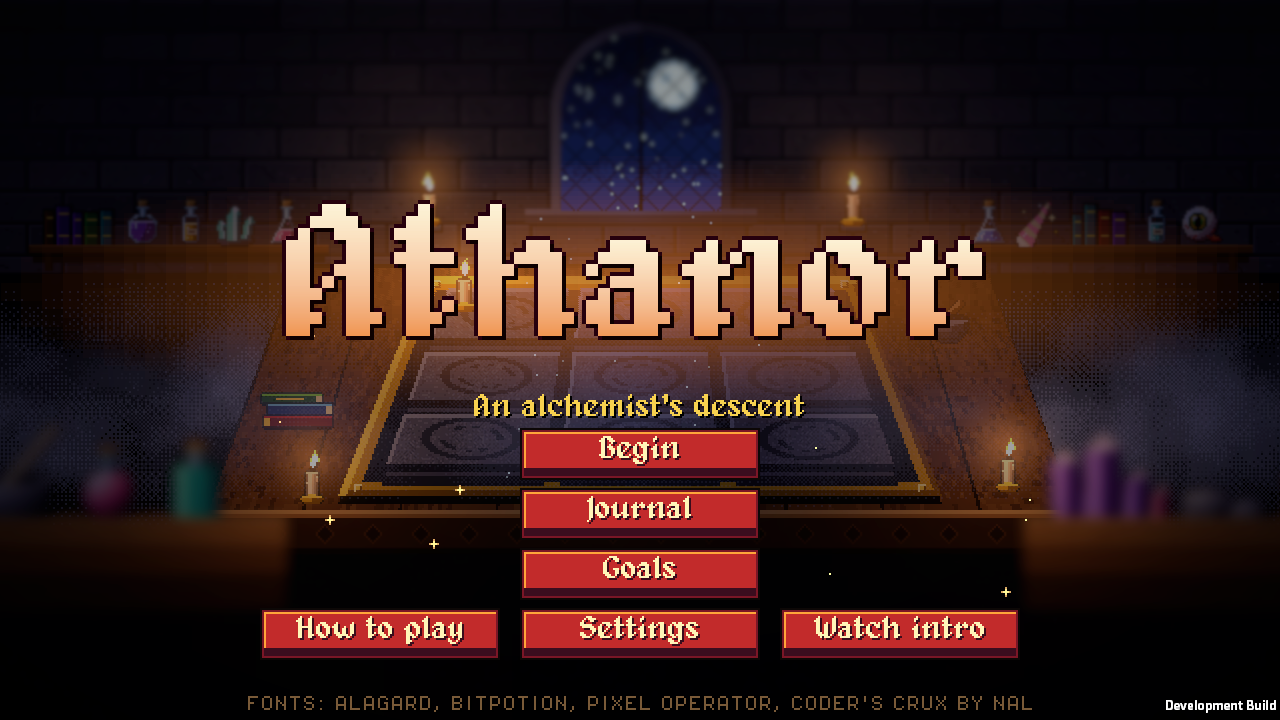 Athanor
An alchemist's descent
Begin
Journal
Goals
How to play
Settings
Watch intro
FONTS: ALAGARD, BITPOTION, PIXEL OPERATOR, CODER'S CRUX BY NAL
Development Build